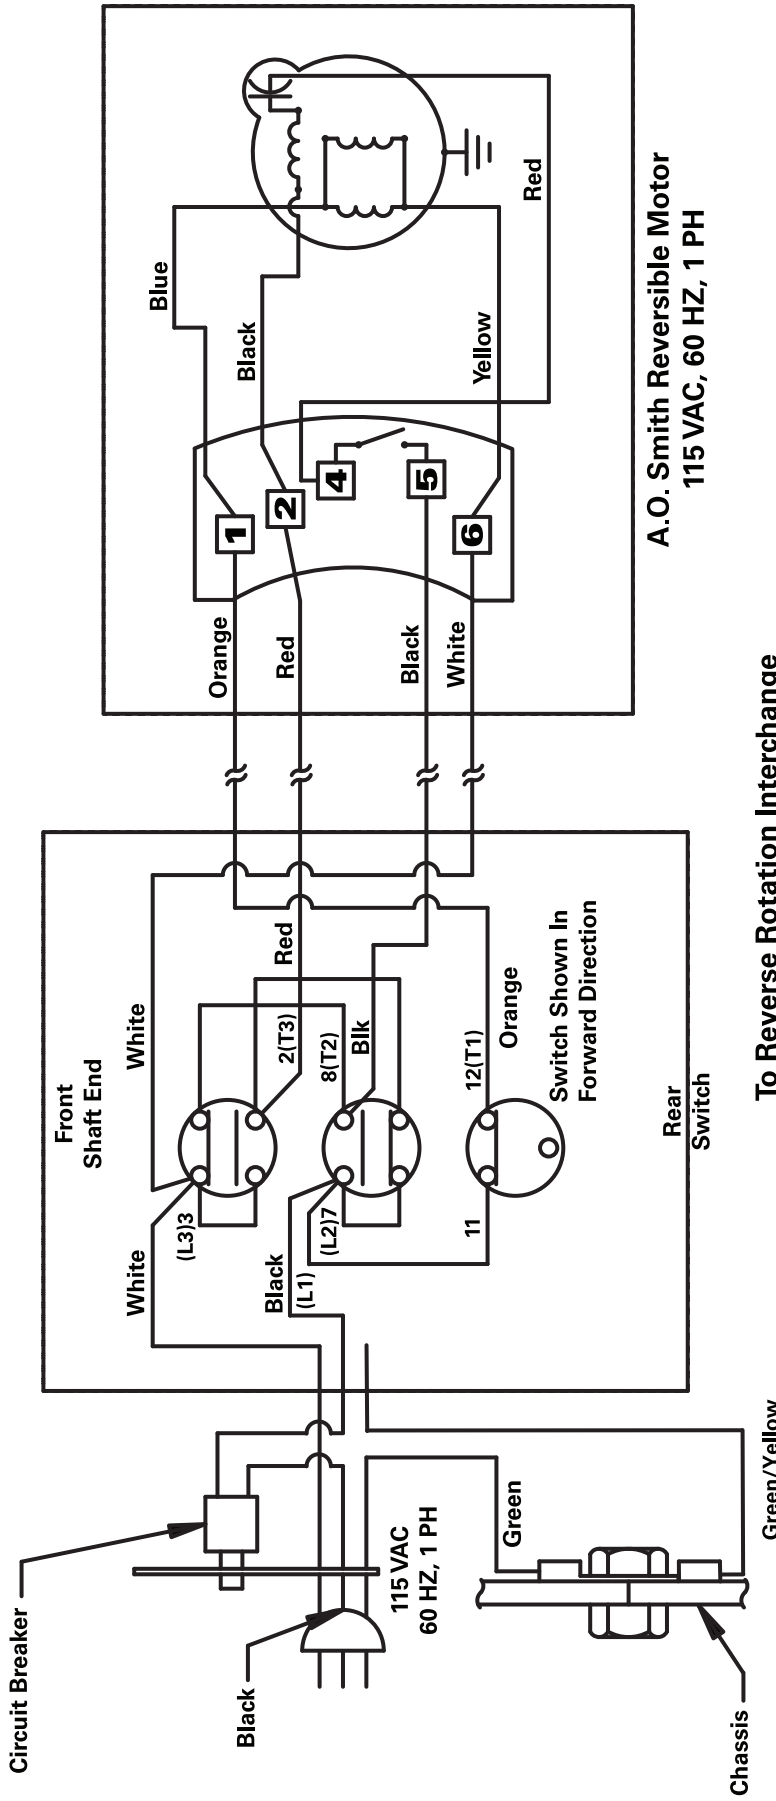 Circuit Breaker
Black
115 VAC
60 HZ, 1 PH
Green
Chassis
Green/Yellow
Front
Shaft End
White
White
(L3)3
2(T3)
Red
Black
(L1)
(L2)7
8(T2)
Blk
11
12(T1)
Orange
Switch Shown In
Forward Direction
Rear
Switch
Orange
Red
Black
White
1
2
4
5
6
Blue
Black
Yellow
Red
A.O. Smith Reversible Motor
115 VAC, 60 HZ, 1 PH
To Reverse Rotation Interchange